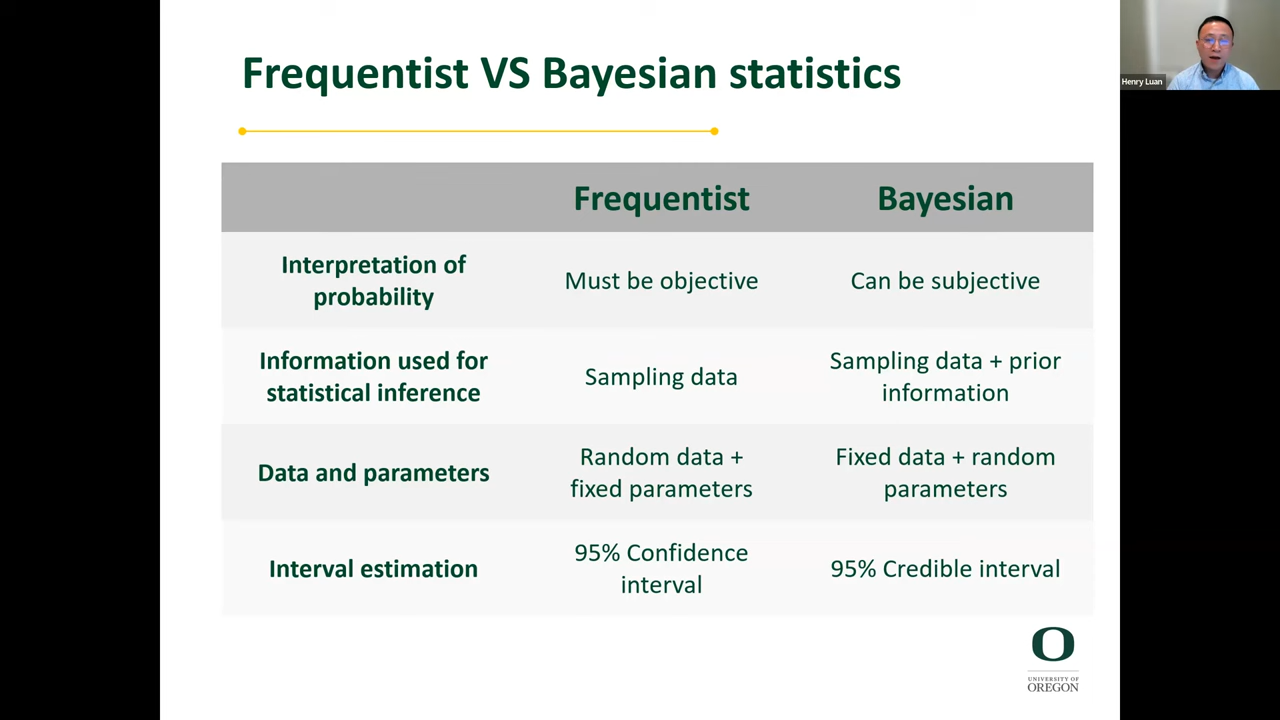 Frequentist VS Bayesian statistics
Henry Luan
Frequentist Bayesian
Interpretation of
probability
Must be objective
Can be subjective
Information used for
statistical inference
Sampling data
Sampling data + prior
information
Data and parameters
Random data +
fixed parameters
Fixed data + random
parameters
Interval estimation
95% Confidence
interval
95% Credible interval
O
UNIVERSITY OF
OREGON